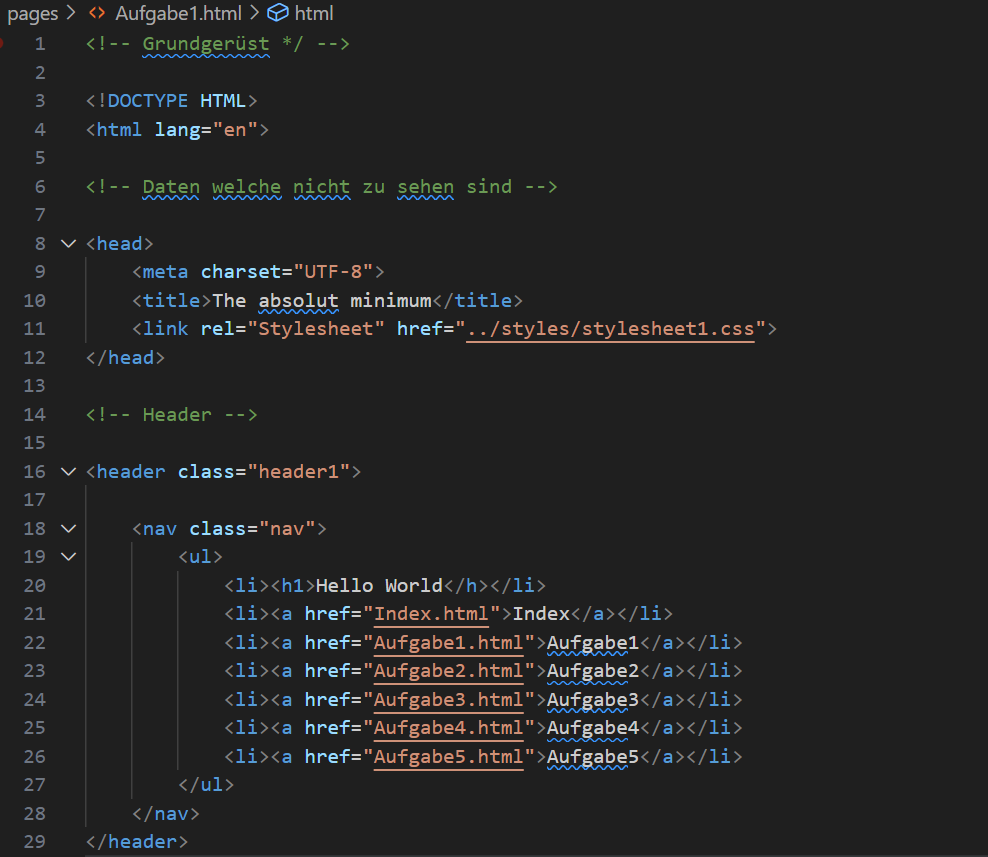 pages > Aufgabe1.html > html
1 <!-- Grundgerüst */ -->
2
3 <!DOCTYPE HTML>
4 <html lang="en">
5
6 <!-- Daten welche nicht zu sehen sind -->
7
8 <head>
9 <meta charset="UTF-8">
10 <title>The absolut minimum</title>
11 <link rel="Stylesheet" href="../styles/stylesheet1.css">
12 </head>
13
14 <!-- Header -->
15
16 <header class="header1">
17
18 <nav class="nav">
19 <ul>
20 <li><h1>Hello World</h></li>
21 <li><a href="Index.html">Index</a></li>
22 <li><a href="Aufgabe1.html">Aufgabe1</a></li>
23 <li><a href="Aufgabe2.html">Aufgabe2</a></li>
24 <li><a href="Aufgabe3.html">Aufgabe3</a></li>
25 <li><a href="Aufgabe4.html">Aufgabe4</a></li>
26 <li><a href="Aufgabe5.html">Aufgabe5</a></li>
27 </ul>
28 </nav>
29 </header>